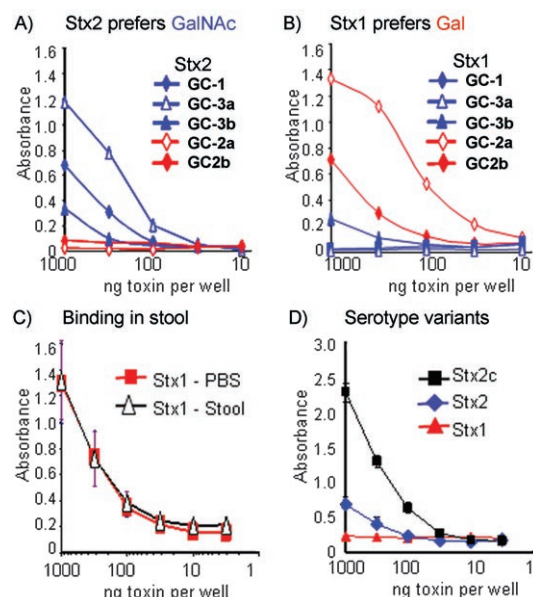 A) Stx2 prefers GalNAc
Stx2
GC-1
GC-3a
GC-3b
GC-2a
GC2b
Absorbance
1.6
1.4
1.2
1.0
0.8
0.6
0.4
0.2
0
1000 100 10
ng toxin per well
B) Stx1 prefers Gal
Stx1
GC-1
GC-3a
GC-3b
GC-2a
GC2b
Absorbance
1.6
1.4
1.2
1.0
0.8
0.6
0.4
0.2
0
1000 100 10
ng toxin per well
C) Binding in stool
Stx1 - PBS
Stx1 - Stool
Absorbance
1.6
1.4
1.2
1.0
0.8
0.6
0.4
0.2
0
1000 100 10 1
ng toxin per well
D) Serotype variants
Stx2c
Stx2
Stx1
Absorbance
3.0
2.5
2.0
1.5
1.0
0.5
0
1000 100 10 1
ng toxin per well